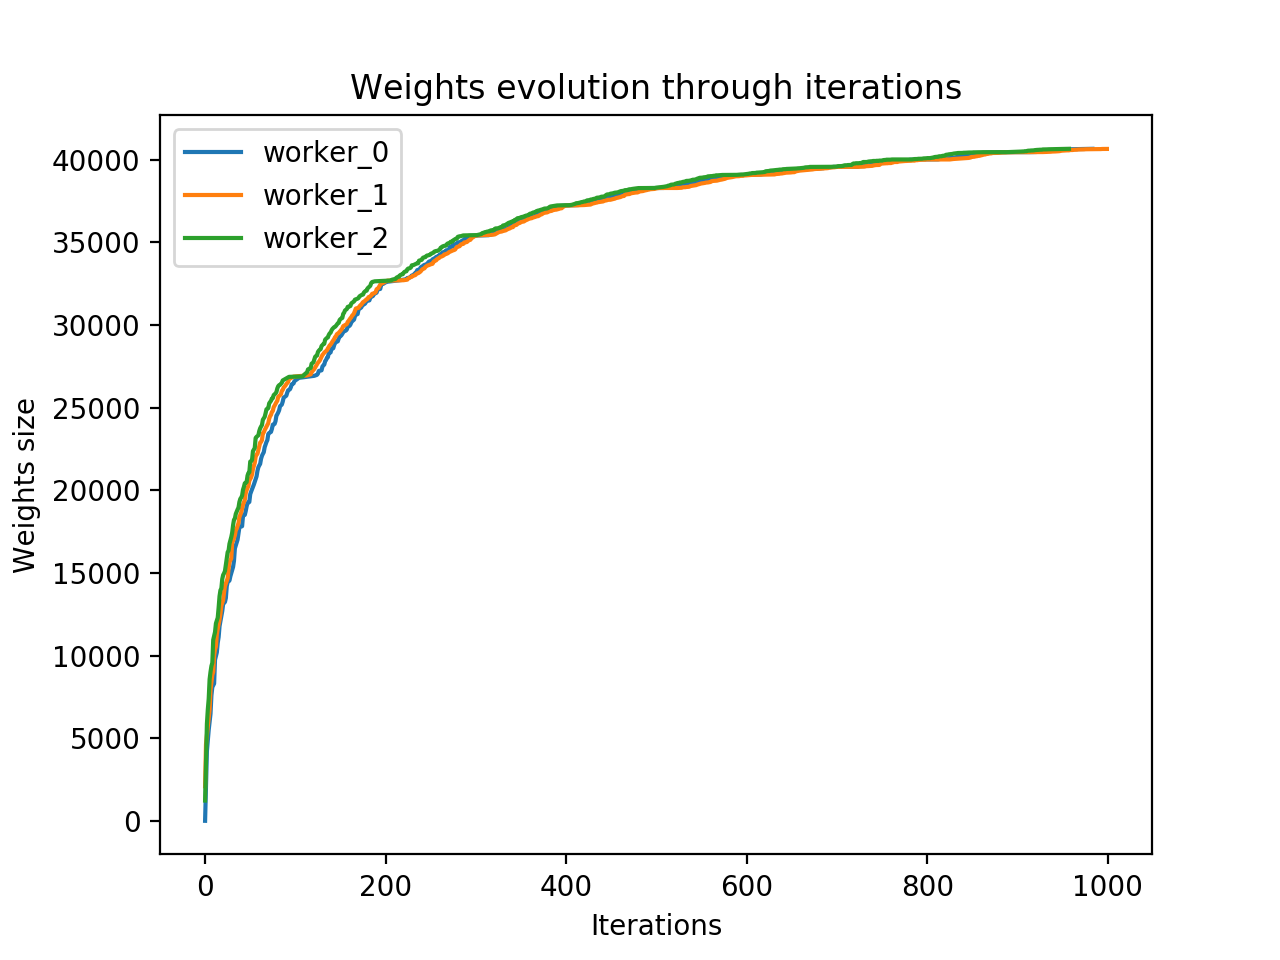 Weights evolution through iterations
worker_0
worker_1
worker_2
40000
35000
30000
25000
20000
15000
10000
5000
0
Weights size
0 200 400 600 800 1000
Iterations